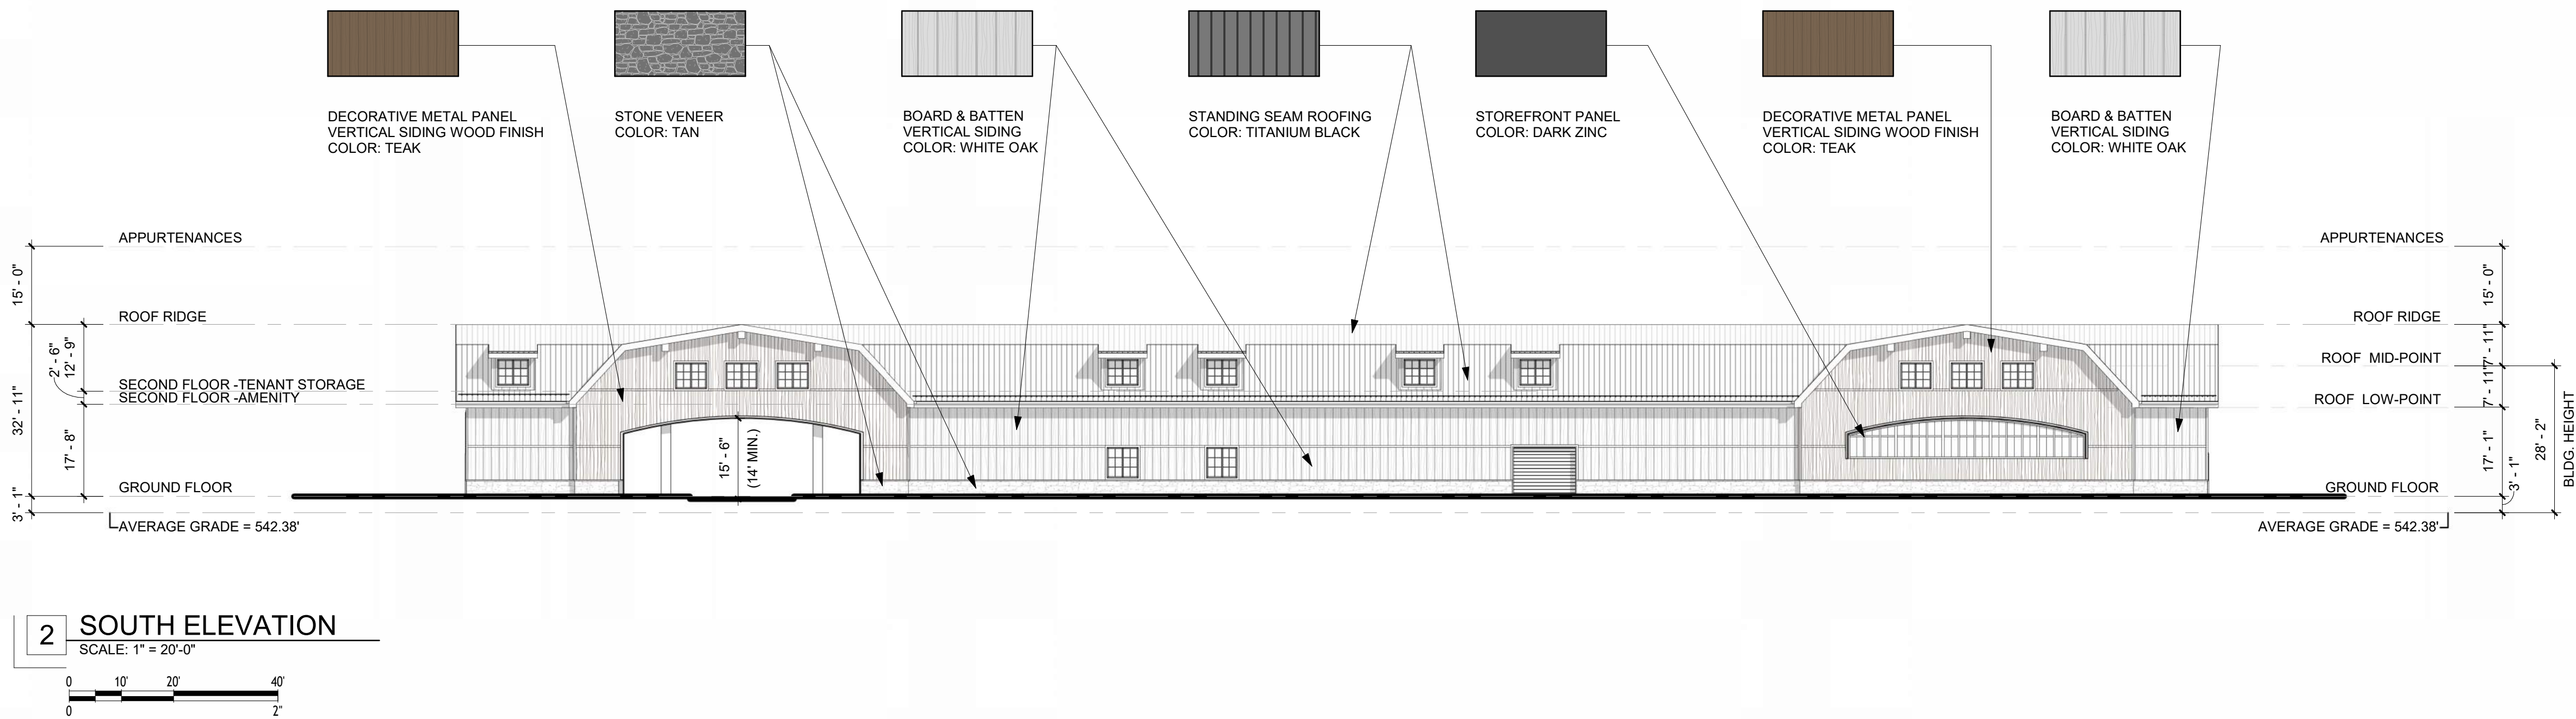 DECORATIVE METAL PANEL
VERTICAL SIDING WOOD FINISH
COLOR: TEAK
STONE VENEER
COLOR: TAN
BOARD & BATTEN
VERTICAL SIDING
COLOR: WHITE OAK
STANDING SEAM ROOFING
COLOR: TITANIUM BLACK
STOREFRONT PANEL
COLOR: DARK ZINC
DECORATIVE METAL PANEL
VERTICAL SIDING WOOD FINISH
COLOR: TEAK
BOARD & BATTEN
VERTICAL SIDING
COLOR: WHITE OAK
APPURTENANCES
ROOF RIDGE
SECOND FLOOR -TENANT STORAGE
SECOND FLOOR -AMENITY
GROUND FLOOR
AVERAGE GRADE = 542.38'
15' - 0"
32' - 11"
3' - 1"
2' - 6"
12' - 9"
17' - 8"
15' - 6"
(14' MIN.)
APPURTENANCES
ROOF RIDGE
ROOF MID-POINT
ROOF LOW-POINT
GROUND FLOOR
AVERAGE GRADE = 542.38'
15' - 0"
7' - 11"
7' - 11"
17' - 1"
3' - 1"
28' - 2"
BLDG. HEIGHT
2
SOUTH ELEVATION
SCALE: 1" = 20'-0"
0 10' 20' 40'
0 2"